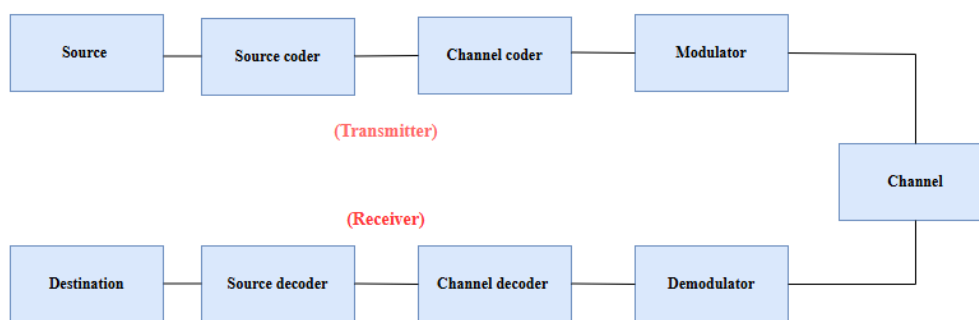 Source
Source coder
Channel coder
Modulator
(Transmitter)
Channel
(Receiver)
Destination
Source decoder
Channel decoder
Demodulator